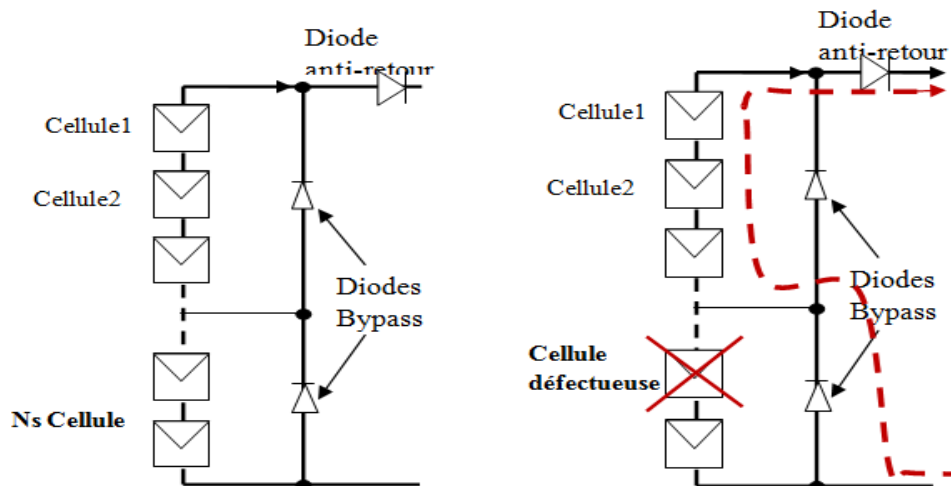 Diode
anti-retour
Cellule1
Cellule2
Diodes
Bypass
Ns Cellule
Diode
anti-retour
Cellule1
Cellule2
Diodes
Bypass
Cellule
défectueuse